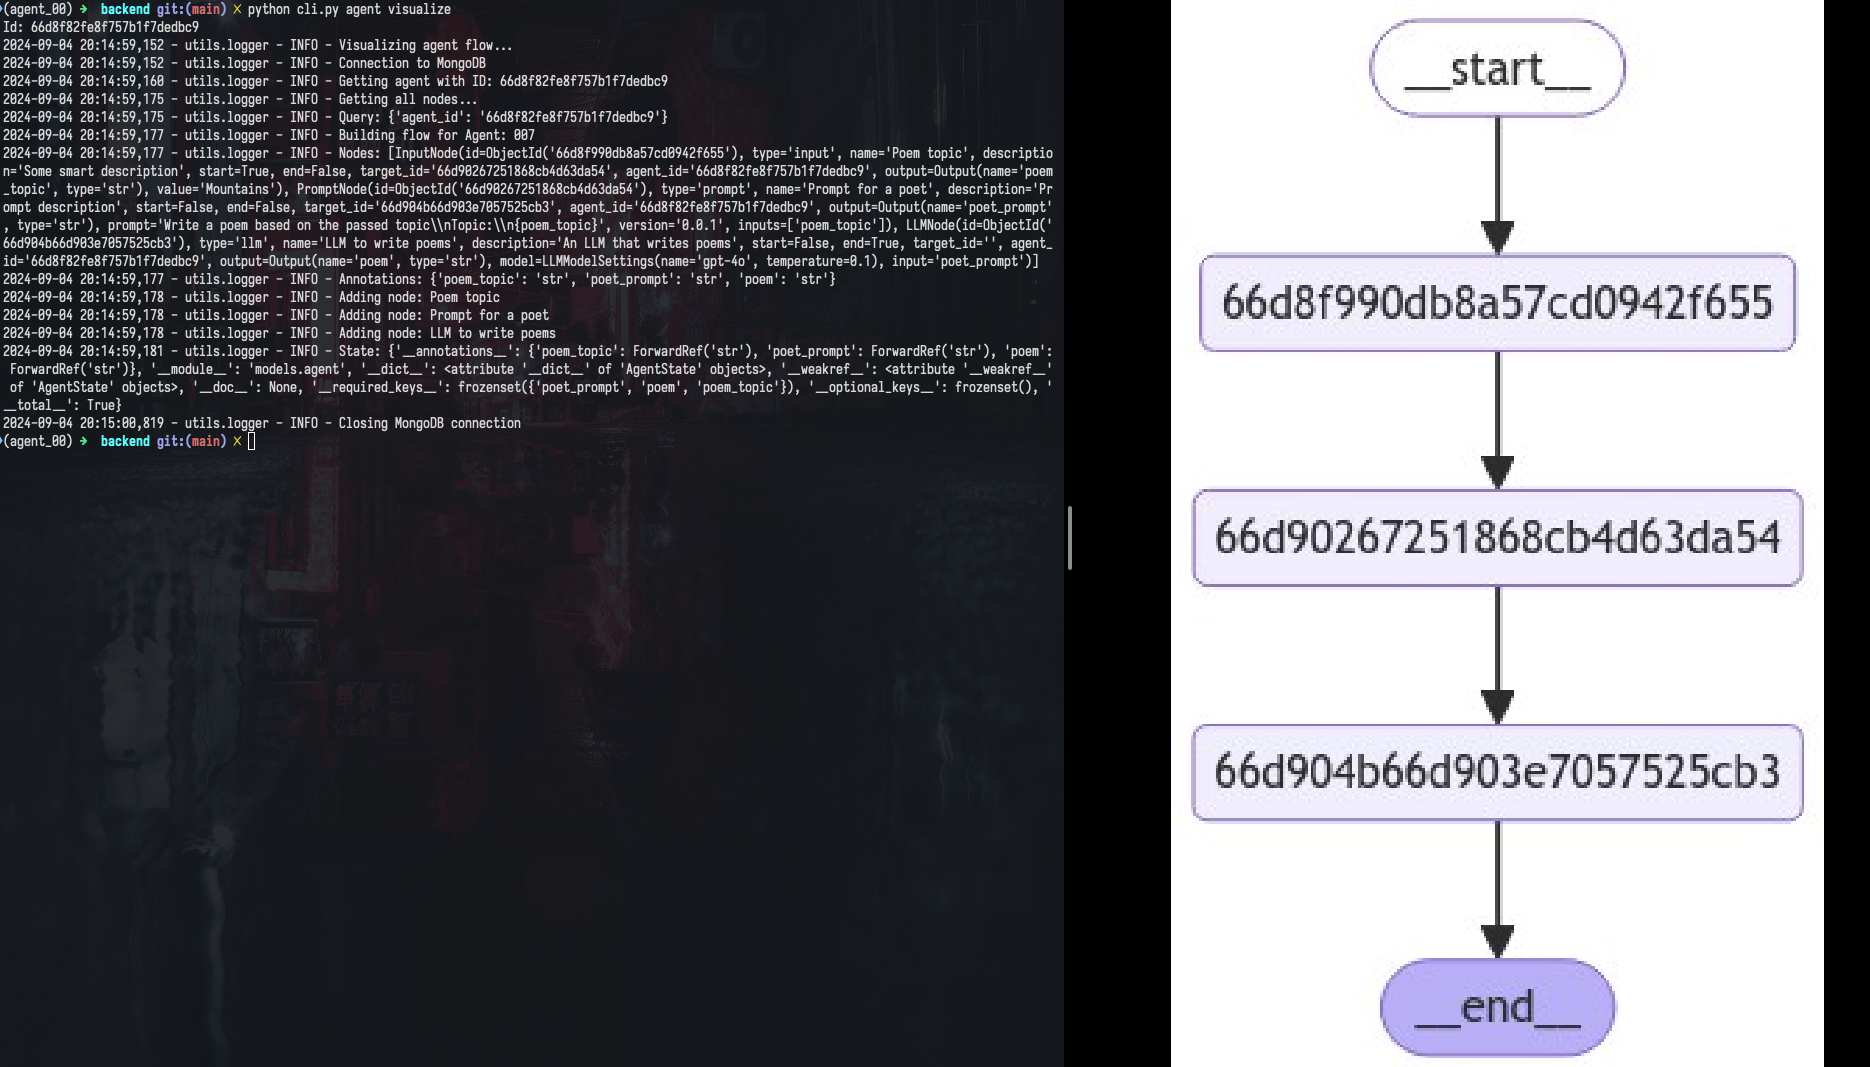 (agent_00) → backend git:(main) ✗ python cli.py agent visualize
Id: 66d8f82fe8f757b1f7dedbc9
2024-09-04 20:14:59,152 - utils.logger - INFO - Visualizing agent flow...
2024-09-04 20:14:59,152 - utils.logger - INFO - Connection to MongoDB
2024-09-04 20:14:59,160 - utils.logger - INFO - Getting agent with ID: 66d8f82fe8f757b1f7dedbc9
2024-09-04 20:14:59,175 - utils.logger - INFO - Getting all nodes...
2024-09-04 20:14:59,175 - utils.logger - INFO - Query: {'agent_id': '66d8f82fe8f757b1f7dedbc9'}
2024-09-04 20:14:59,177 - utils.logger - INFO - Building flow for Agent: 007
2024-09-04 20:14:59,177 - utils.logger - INFO - Nodes: [InputNode(id=ObjectId('66d8f990db8a57cd0942f655'), type='input', name='Poem topic', descriptio
n='Some smart description', start=True, end=False, target_id='66d90267251868cb4d63da54', agent_id='66d8f82fe8f757b1f7dedbc9', output=Output(name='poem
_topic', type='str'), value='Mountains'), PromptNode(id=ObjectId('66d90267251868cb4d63da54'), type='prompt', name='Prompt for a poet', description='Pr
ompt description', start=False, end=False, target_id='66d904b66d903e7057525cb3', agent_id='66d8f82fe8f757b1f7dedbc9', output=Output(name='poet_prompt'
, type='str'), prompt='Write a poem based on the passed topic\\nTopic:\\n{poem_topic}', version='0.0.1', inputs=['poem_topic']), LLMNode(id=ObjectId('
66d904b66d903e7057525cb3'), type='llm', name='LLM to write poems', description='An LLM that writes poems', start=False, end=True, target_id='', agent_
id='66d8f82fe8f757b1f7dedbc9', output=Output(name='poem', type='str'), model=LLMModelSettings(name='gpt-4o', temperature=0.1), input='poet_prompt')]
2024-09-04 20:14:59,177 - utils.logger - INFO - Annotations: {'poem_topic': 'str', 'poet_prompt': 'str', 'poem': 'str'}
2024-09-04 20:14:59,178 - utils.logger - INFO - Adding node: Poem topic
2024-09-04 20:14:59,178 - utils.logger - INFO - Adding node: Prompt for a poet
2024-09-04 20:14:59,178 - utils.logger - INFO - Adding node: LLM to write poems
2024-09-04 20:14:59,181 - utils.logger - INFO - State: {'__annotations__': {'poem_topic': ForwardRef('str'), 'poet_prompt': ForwardRef('str'), 'poem':
ForwardRef('str')}, '__module__': 'models.agent', '__dict__': <attribute '__dict__' of 'AgentState' objects>, '__weakref__': <attribute '__weakref__'
of 'AgentState' objects>, '__doc__': None, '__required_keys__': frozenset({'poet_prompt', 'poem', 'poem_topic'}), '__optional_keys__': frozenset(), '
__total__': True}
2024-09-04 20:15:00,819 - utils.logger - INFO - Closing MongoDB connection
(agent_00) → backend git:(main) ✗
__start__
66d8f990db8a57cd0942f655
66d90267251868cb4d63da54
66d904b66d903e7057525cb3
__end__